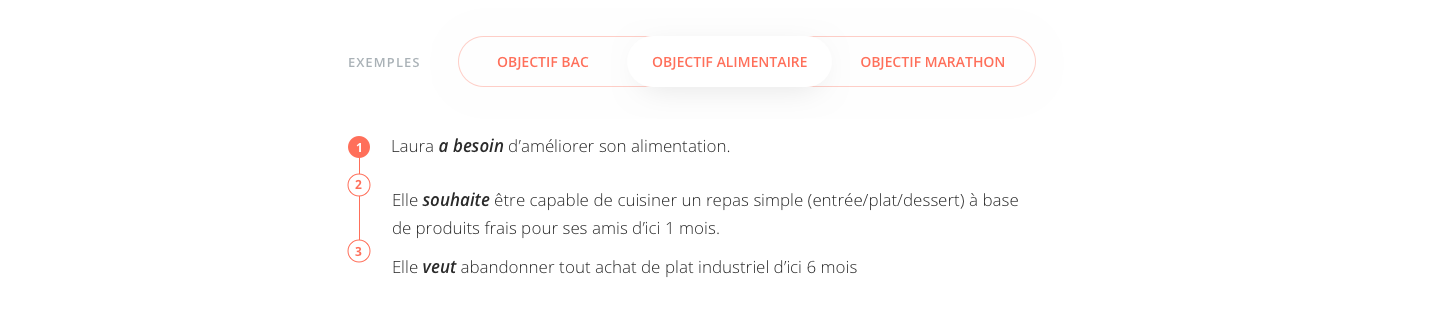 EXEMPLES OBJECTIF BAC OBJECTIF ALIMENTAIRE OBJECTIF MARATHON
1 Laura a besoin d’améliorer son alimentation.
2 Elle souhaite être capable de cuisiner un repas simple (entrée/plat/dessert) à base
de produits frais pour ses amis d’ici 1 mois.
3 Elle veut abandonner tout achat de plat industriel d’ici 6 mois